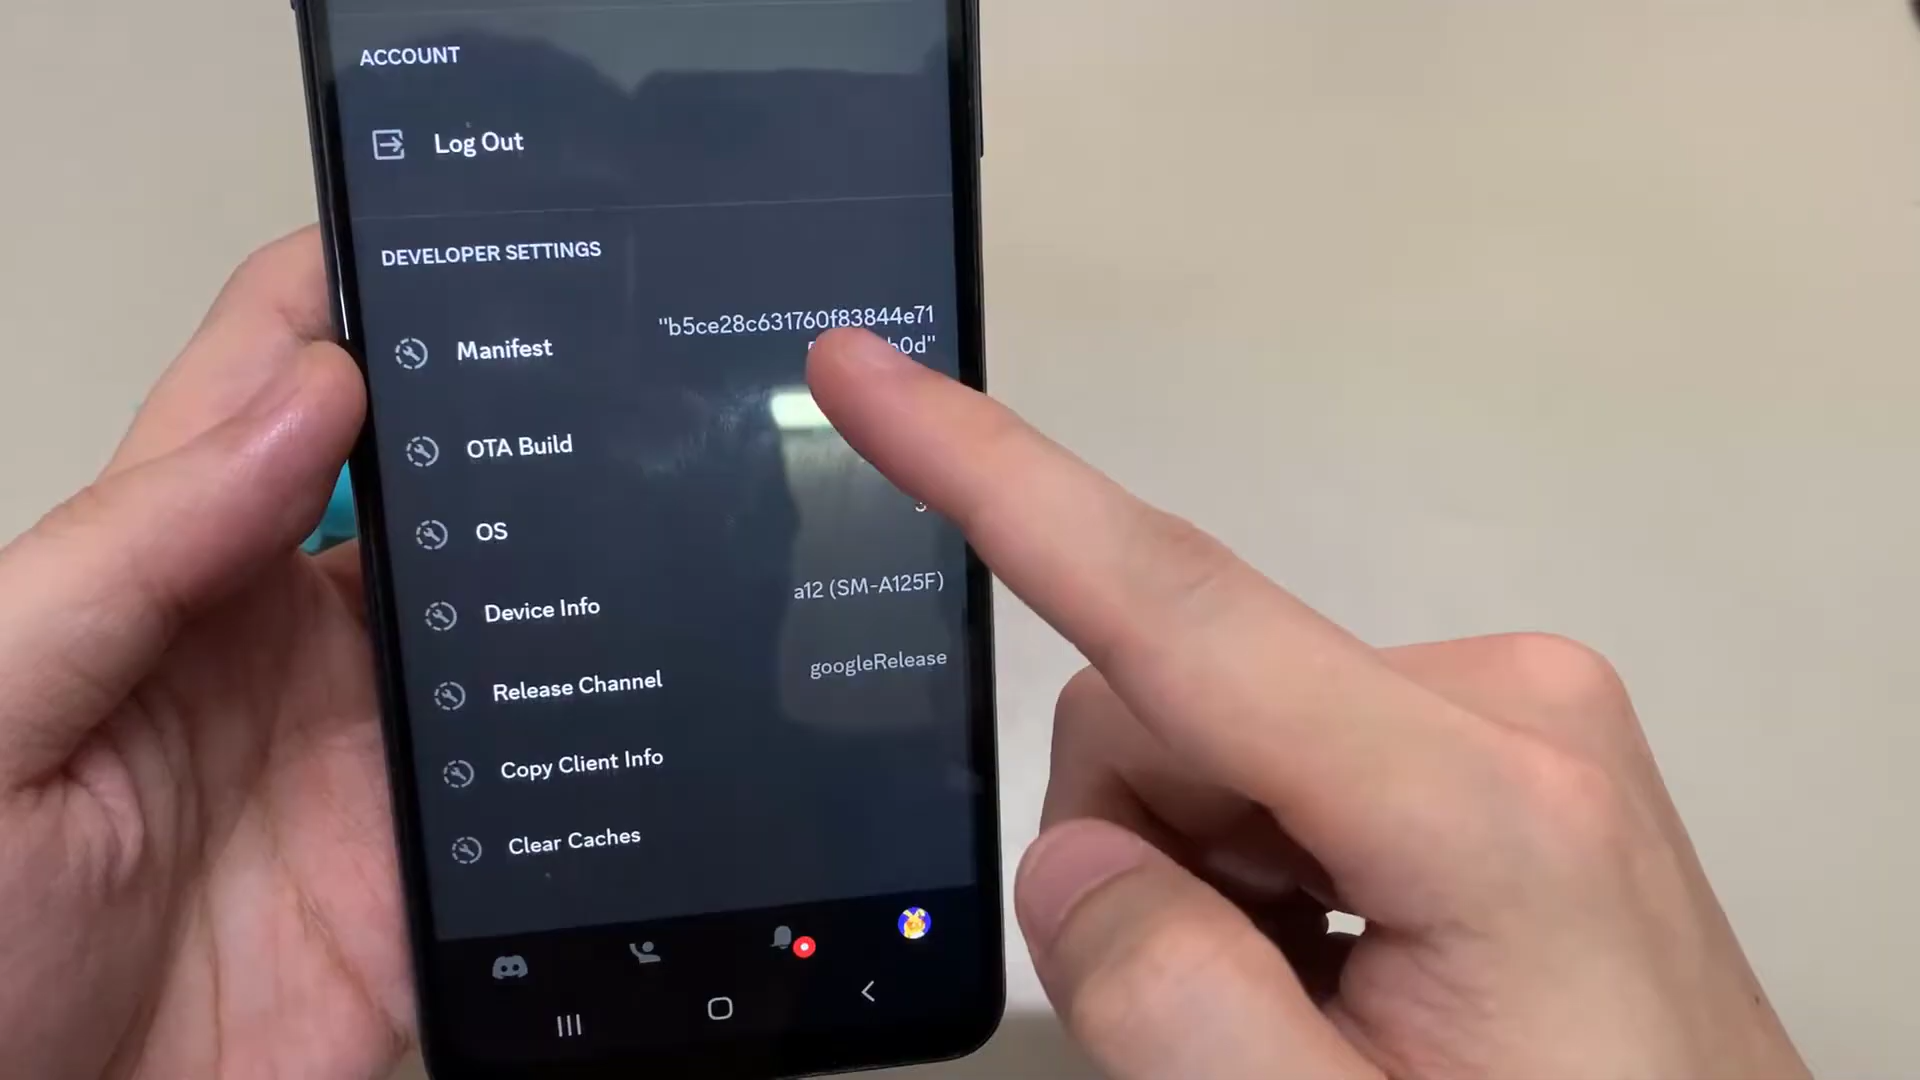 ACCOUNT
Log Out
DEVELOPER SETTINGS
Manifest
"b5ce28c631760f83844e71
b0d"
OTA Build
OS
Device Info
a12 (SM-A125F)
Release Channel
googleRelease
Copy Client Info
Clear Caches